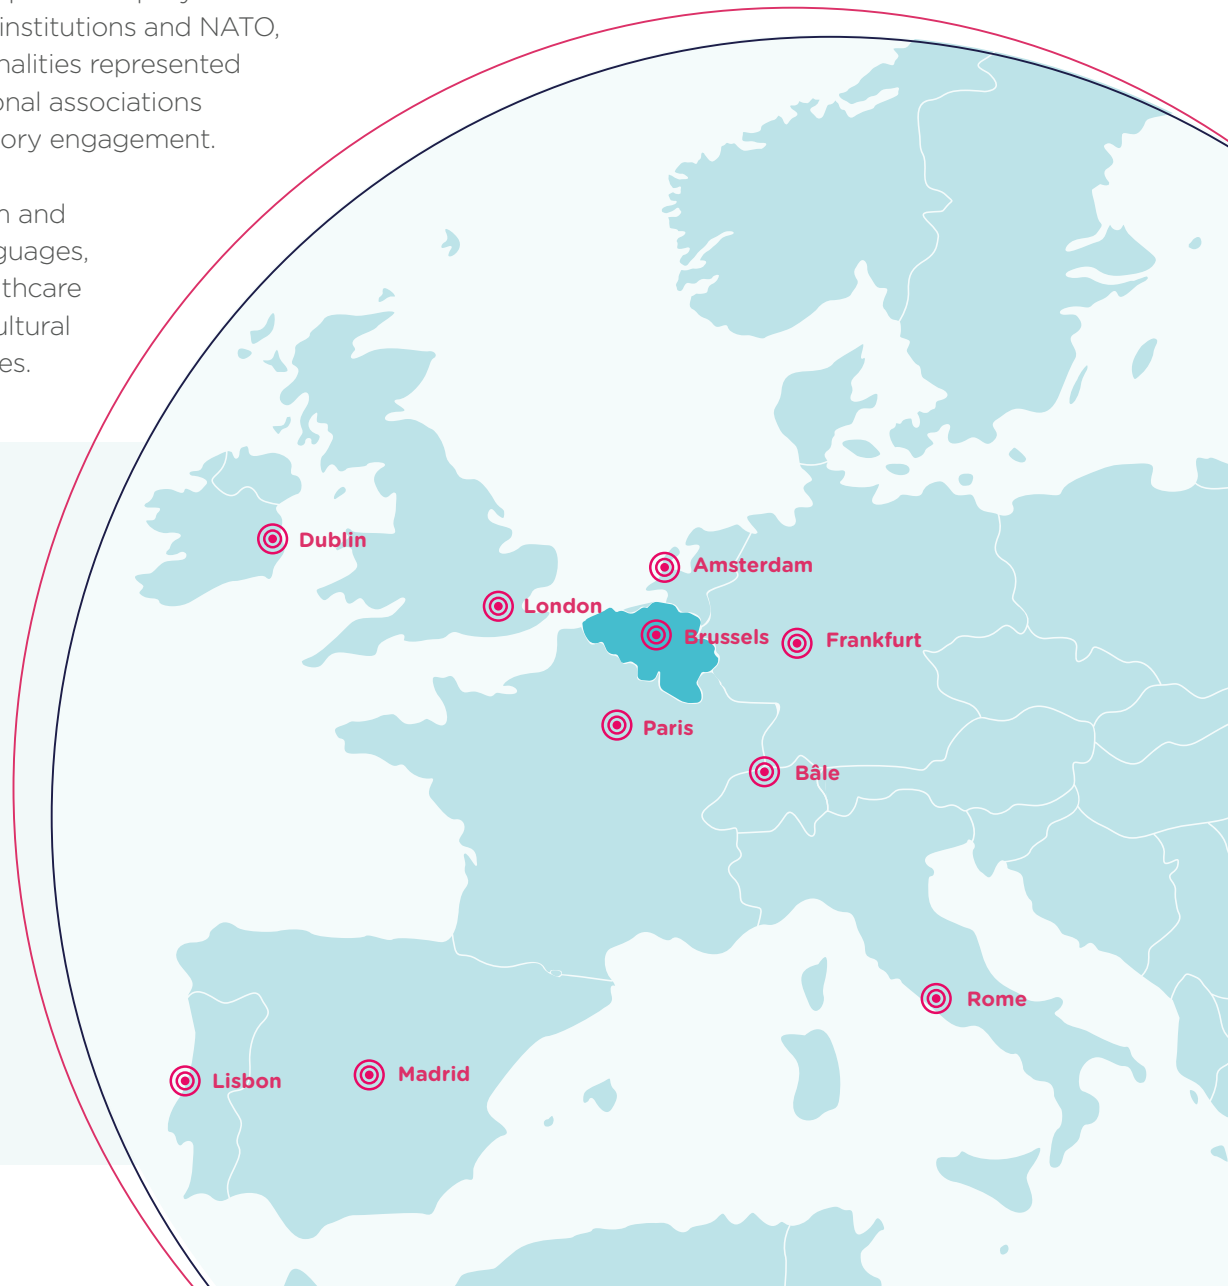 institutions and NATO,
nalities represented
onal associations
ory engagement.
n and
guages,
thcare
ultural
es.
Dublin
Amsterdam
London
Brussels
Frankfurt
Paris
Bâle
Rome
Lisbon
Madrid